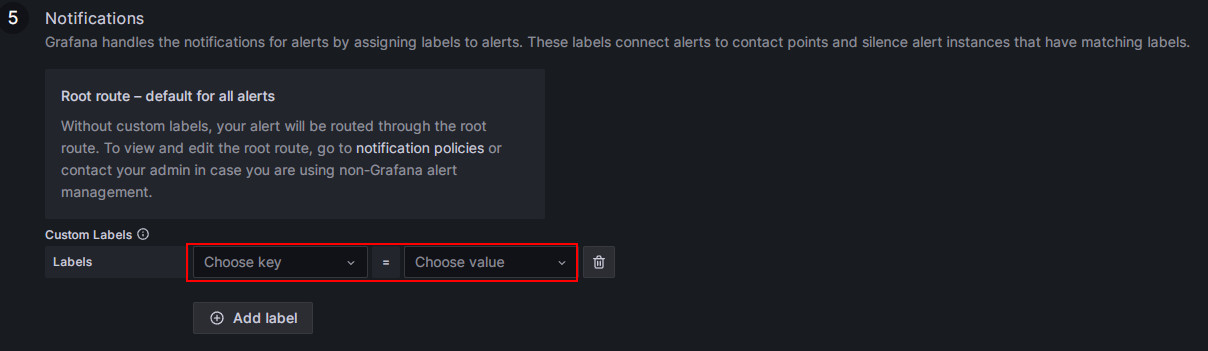 5
Notifications
Grafana handles the notifications for alerts by assigning labels to alerts. These labels connect alerts to contact points and silence alert instances that have matching labels.
Root route – default for all alerts
Without custom labels, your alert will be routed through the root
route. To view and edit the root route, go to notification policies or
contact your admin in case you are using non-Grafana alert
management.
Custom Labels
Labels
Choose key
=
Choose value
Add label